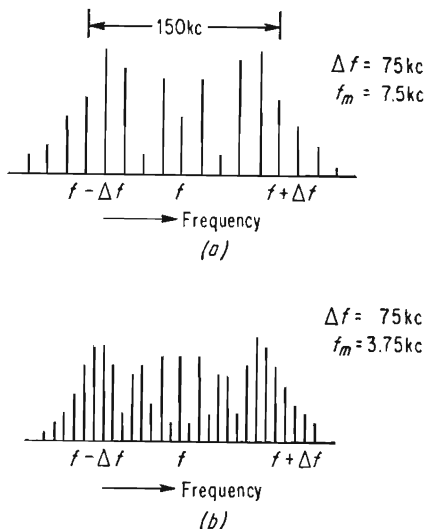 150kc
Δf = 75kc
f_m = 7.5kc
f − Δf f f + Δf
Frequency
(a)
Δf = 75kc
f_m = 3.75kc
f − Δf f f + Δf
Frequency
(b)